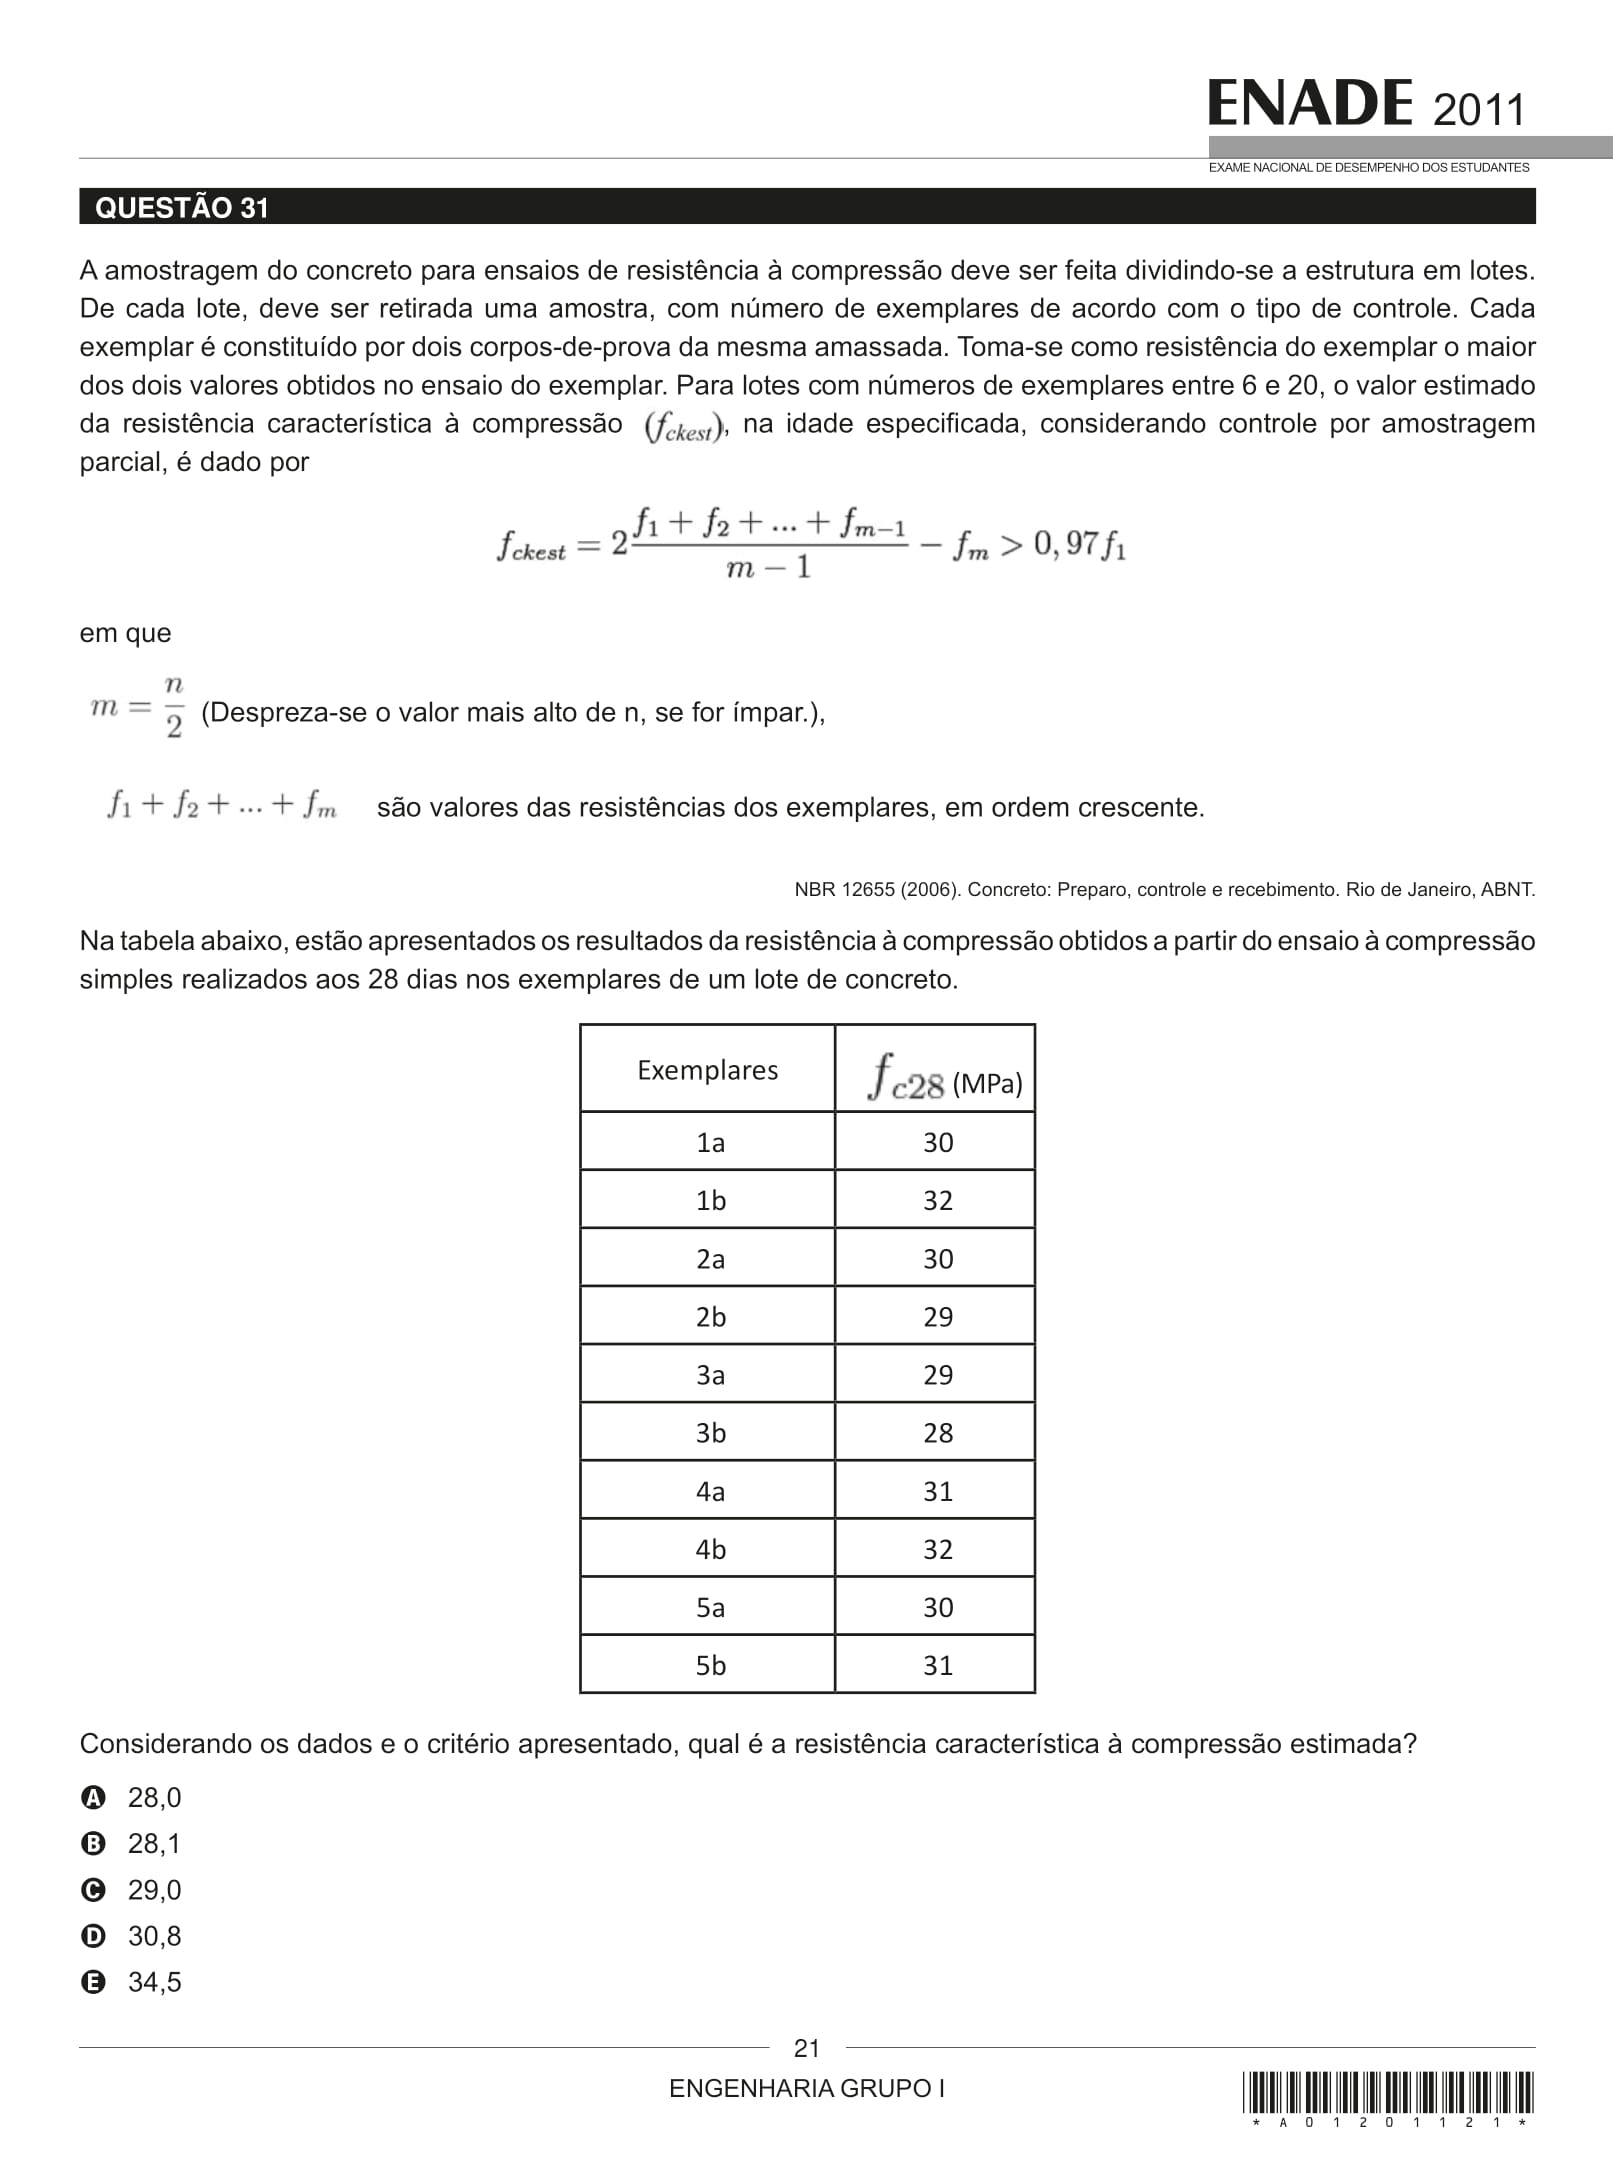 ENADE 2011
EXAME NACIONAL DE DESEMPENHO DOS ESTUDANTES
QUESTÃO 31
A amostragem do concreto para ensaios de resistência à compressão deve ser feita dividindo-se a estrutura em lotes.
De cada lote, deve ser retirada uma amostra, com número de exemplares de acordo com o tipo de controle. Cada
exemplar é constituído por dois corpos-de-prova da mesma amassada. Toma-se como resistência do exemplar o maior
dos dois valores obtidos no ensaio do exemplar. Para lotes com números de exemplares entre 6 e 20, o valor estimado
da resistência característica à compressão (f_{ckest}), na idade especificada, considerando controle por amostragem
parcial, é dado por
f_{ckest} = 2 \frac{f_1 + f_2 + ... + f_{m-1}}{m - 1} - f_m > 0,97f_1
em que
m = \frac{n}{2} (Despreza-se o valor mais alto de n, se for ímpar.),
f_1 + f_2 + ... + f_m são valores das resistências dos exemplares, em ordem crescente.
NBR 12655 (2006). Concreto: Preparo, controle e recebimento. Rio de Janeiro, ABNT.
Na tabela abaixo, estão apresentados os resultados da resistência à compressão obtidos a partir do ensaio à compressão
simples realizados aos 28 dias nos exemplares de um lote de concreto.
Exemplares f_{c28} (MPa)
1a 30
1b 32
2a 30
2b 29
3a 29
3b 28
4a 31
4b 32
5a 30
5b 31
Considerando os dados e o critério apresentado, qual é a resistência característica à compressão estimada?
A 28,0
B 28,1
C 29,0
D 30,8
E 34,5
21
ENGENHARIA GRUPO I
* A 0 1 2 0 1 1 2 1 *